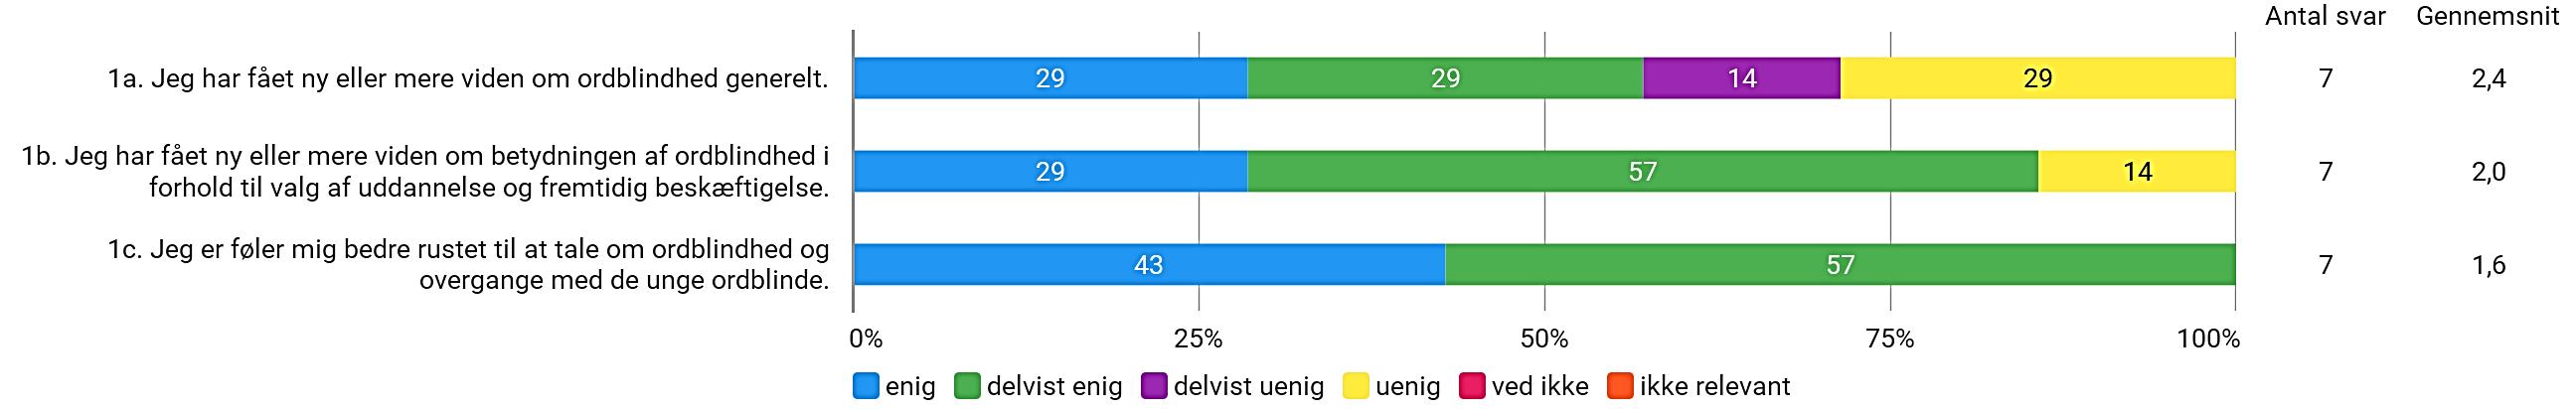 Antal svar Gennemsnit
1a. Jeg har fået ny eller mere viden om ordblindhed generelt. 29 29 14 29 7 2,4
1b. Jeg har fået ny eller mere viden om betydningen af ordblindhed i
forhold til valg af uddannelse og fremtidig beskæftigelse. 29 57 14 7 2,0
1c. Jeg er føler mig bedre rustet til at tale om ordblindhed og
overgange med de unge ordblinde. 43 57 7 1,6
0% 25% 50% 75% 100%
enig delvist enig delvist uenig uenig ved ikke ikke relevant